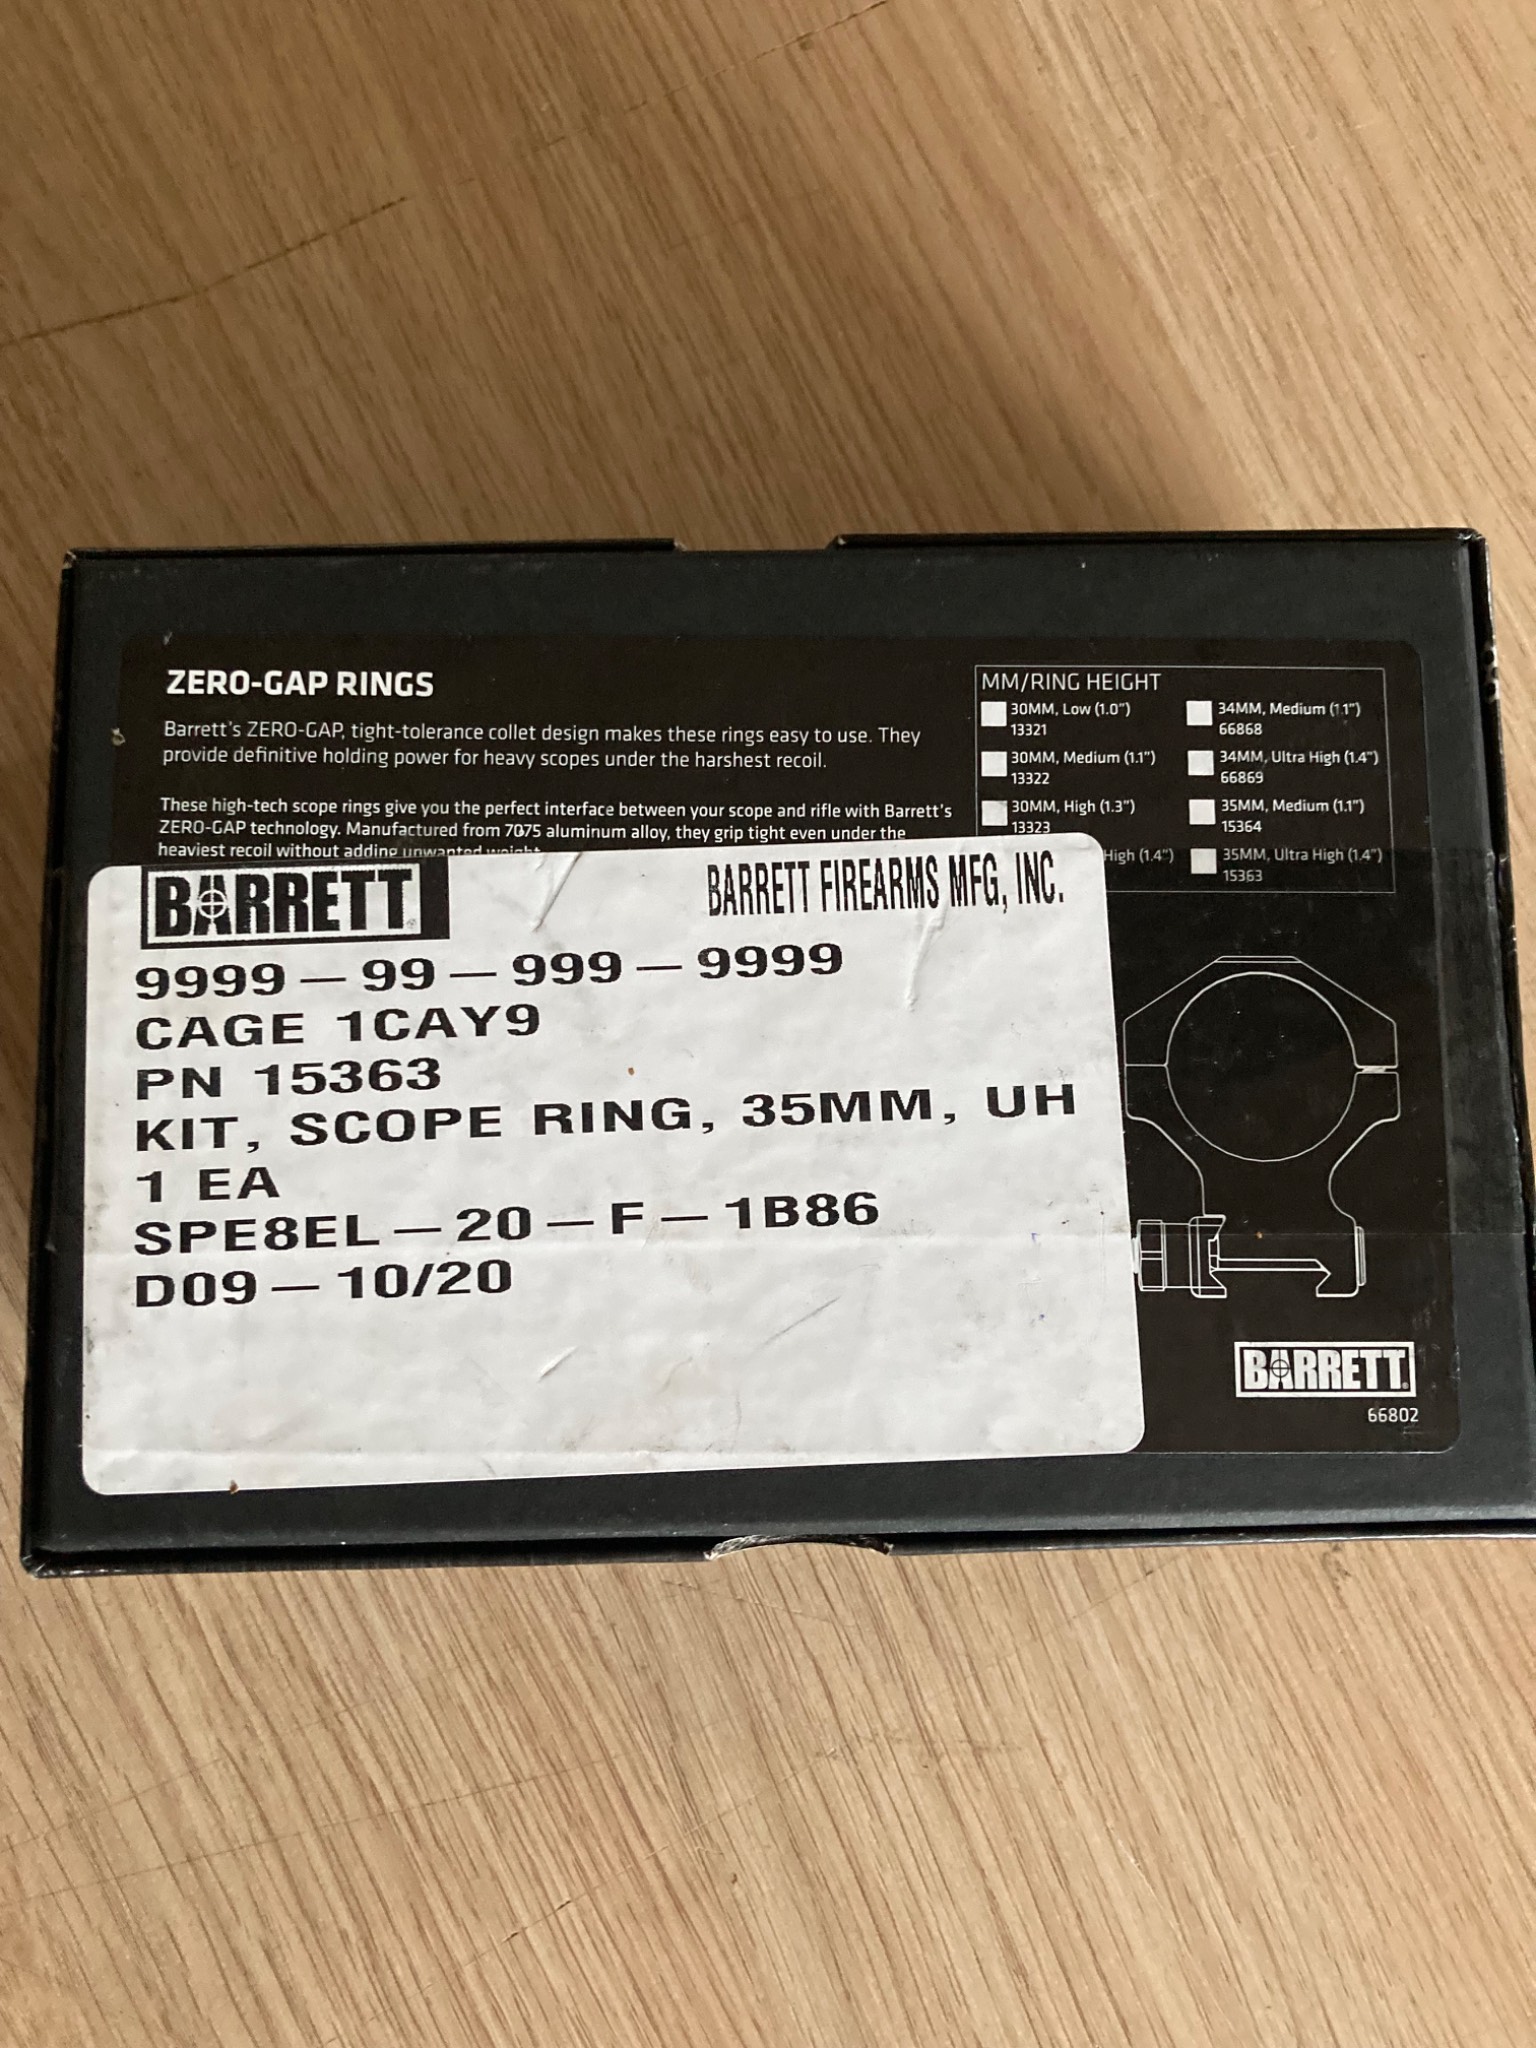 ZERO-GAP RINGS
Barrett's ZERO-GAP, tight-tolerance collet design makes these rings easy to use. They
provide definitive holding power for heavy scopes under the harshest recoil.
These high-tech scope rings give you the perfect interface between your scope and rifle with Barrett's
ZERO-GAP technology. Manufactured from 7075 aluminum alloy, they grip tight even under the
heaviest recoil without adding unwanted weight.
MM/RING HEIGHT
30MM, Low (1.0")
13321
30MM, Medium (1.1")
13322
30MM, High (1.3")
13323
High (1.4")
34MM, Medium (1.1")
66868
34MM, Ultra High (1.4")
66869
35MM, Medium (1.1")
15364
35MM, Ultra High (1.4")
15363
BARRETT
BARRETT FIREARMS MFG, INC.
9999-99-999-9999
CAGE 1CAY9
PN 15363
KIT, SCOPE RING, 35MM, UH
1 EA
SPE8EL-20-F-1B86
D09-10/20
BARRETT
66802